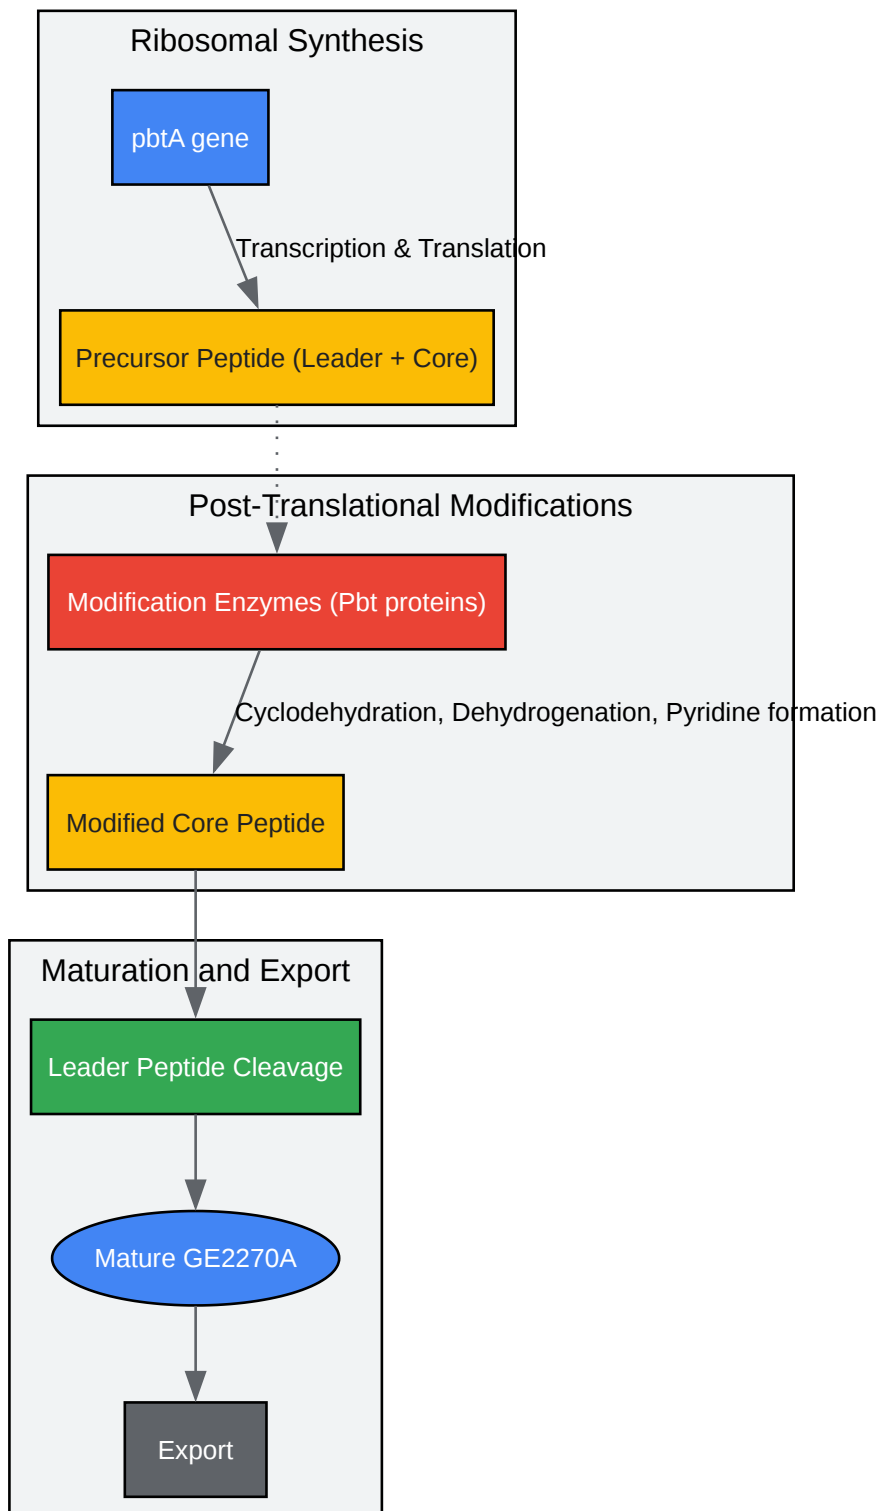 Ribosomal Synthesis
pbtA gene
Transcription & Translation
Precursor Peptide (Leader + Core)
Post-Translational Modifications
Modification Enzymes (Pbt proteins)
Cyclodehydration, Dehydrogenation, Pyridine formation
Modified Core Peptide
Maturation and Export
Leader Peptide Cleavage
Mature GE2270A
Export